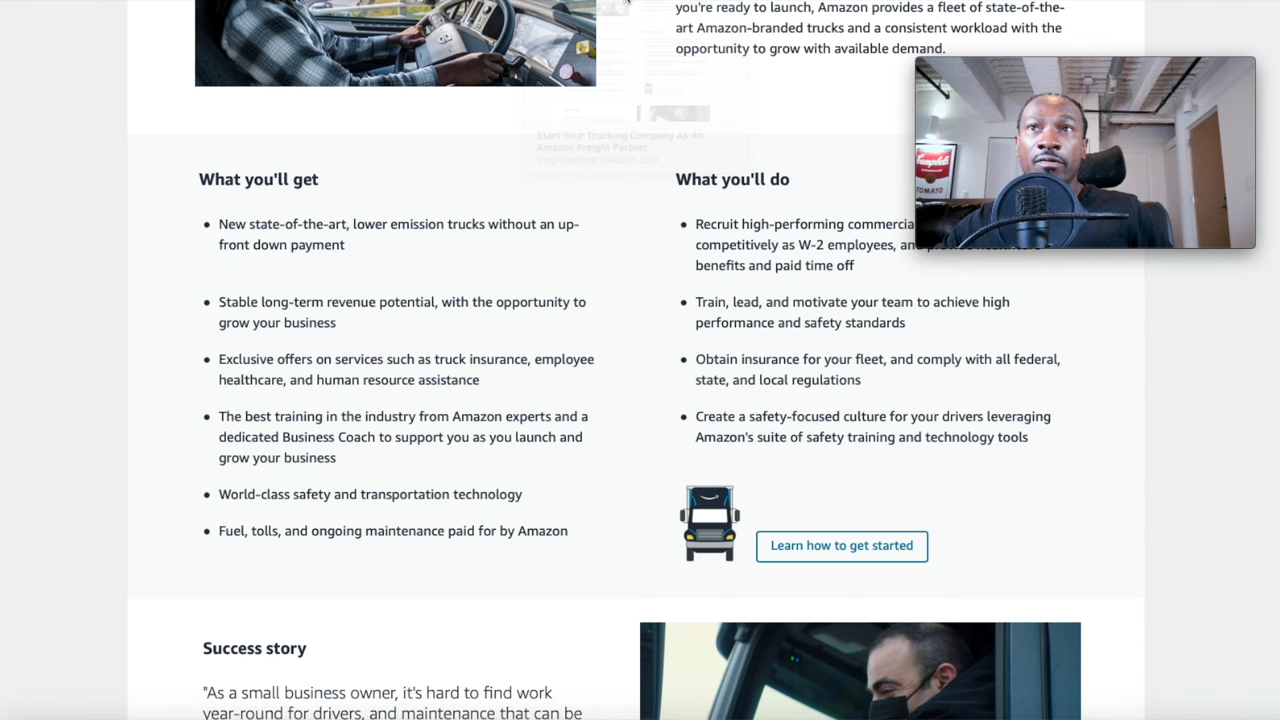 you're ready to launch, Amazon provides a fleet of state-of-the-
art Amazon-branded trucks and a consistent workload with the
opportunity to grow with available demand.
Start Your Trucking Company As An
Amazon Freight Partner
freightpartner.amazon.com
What you'll get
New state-of-the-art, lower emission trucks without an up-
front down payment
Stable long-term revenue potential, with the opportunity to
grow your business
Exclusive offers on services such as truck insurance, employee
healthcare, and human resource assistance
The best training in the industry from Amazon experts and a
dedicated Business Coach to support you as you launch and
grow your business
World-class safety and transportation technology
Fuel, tolls, and ongoing maintenance paid for by Amazon
What you'll do
Recruit high-performing
competitively as W-2 employees,
benefits and paid time off
Train, lead, and motivate your team to achieve high
performance and safety standards
Obtain insurance for your fleet, and comply with all federal,
state, and local regulations
Create a safety-focused culture for your drivers leveraging
Amazon's suite of safety training and technology tools
Learn how to get started
Campbell's
TOMATO
Success story
"As a small business owner, it's hard to find work
year-round for drivers, and maintenance that can be